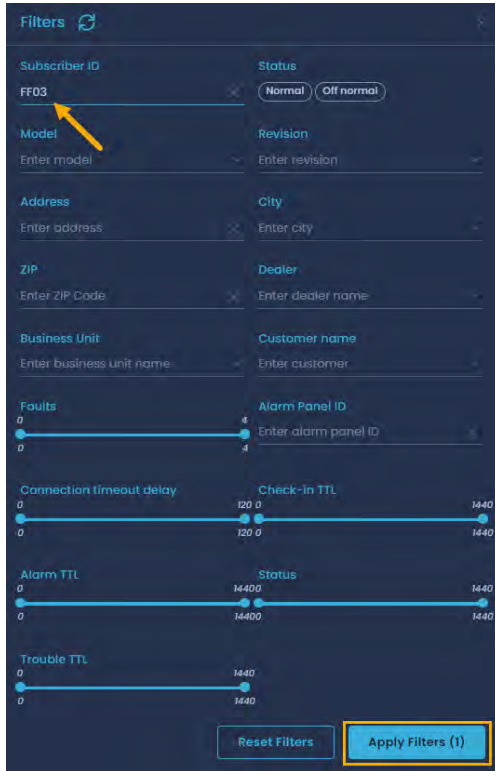 Filters
Subscriber ID Status
FF03 Normal Off normal
Model Revision
Enter model Enter revision
Address City
Enter address Enter city
ZIP Dealer
Enter ZIP Code Enter dealer name
Business Unit Customer name
Enter business unit name Enter customer
Faults Alarm Panel ID
0 4
Enter alarm panel ID
0 4
Connection timeout delay Check-in TTL
0 120 0 1440
0 120 0 1440
Alarm TTL Status
0 1440 0 1440
0 1440 0 1440
Trouble TTL
0 1440
0 1440
Reset Filters Apply Filters (1)